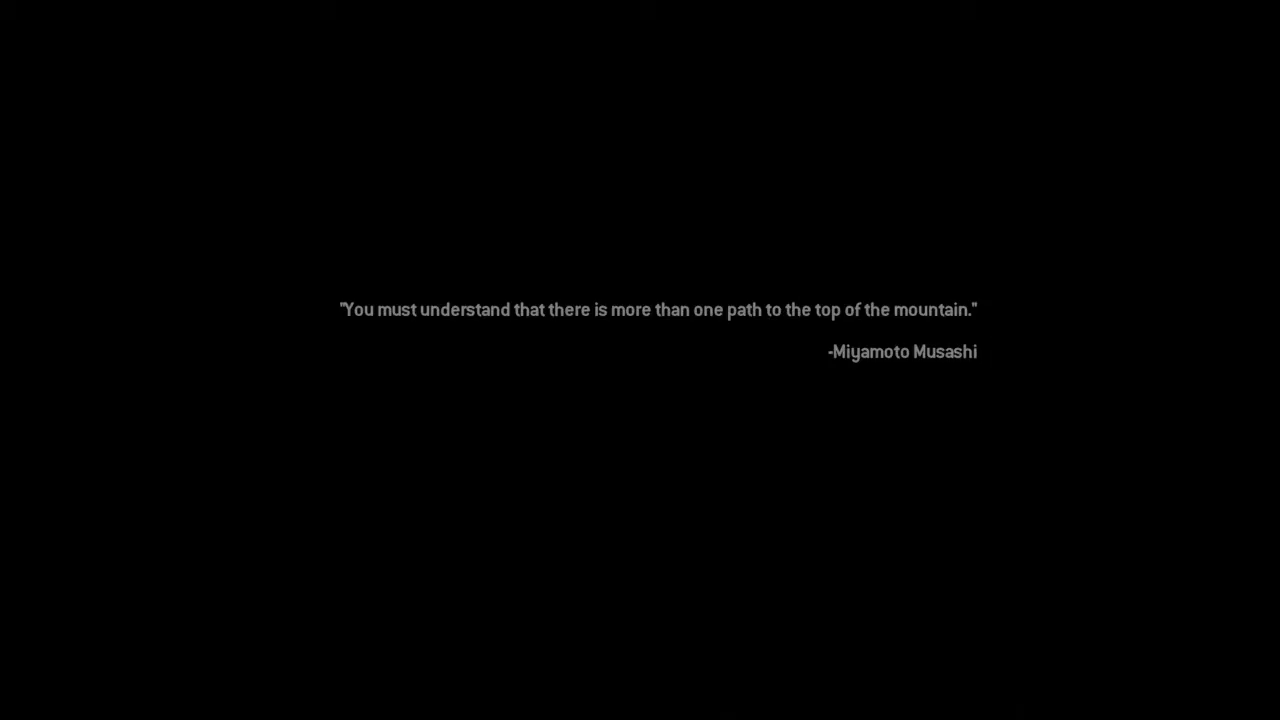 "You must understand that there is more than one path to the top of the mountain."
-Miyamoto Musashi